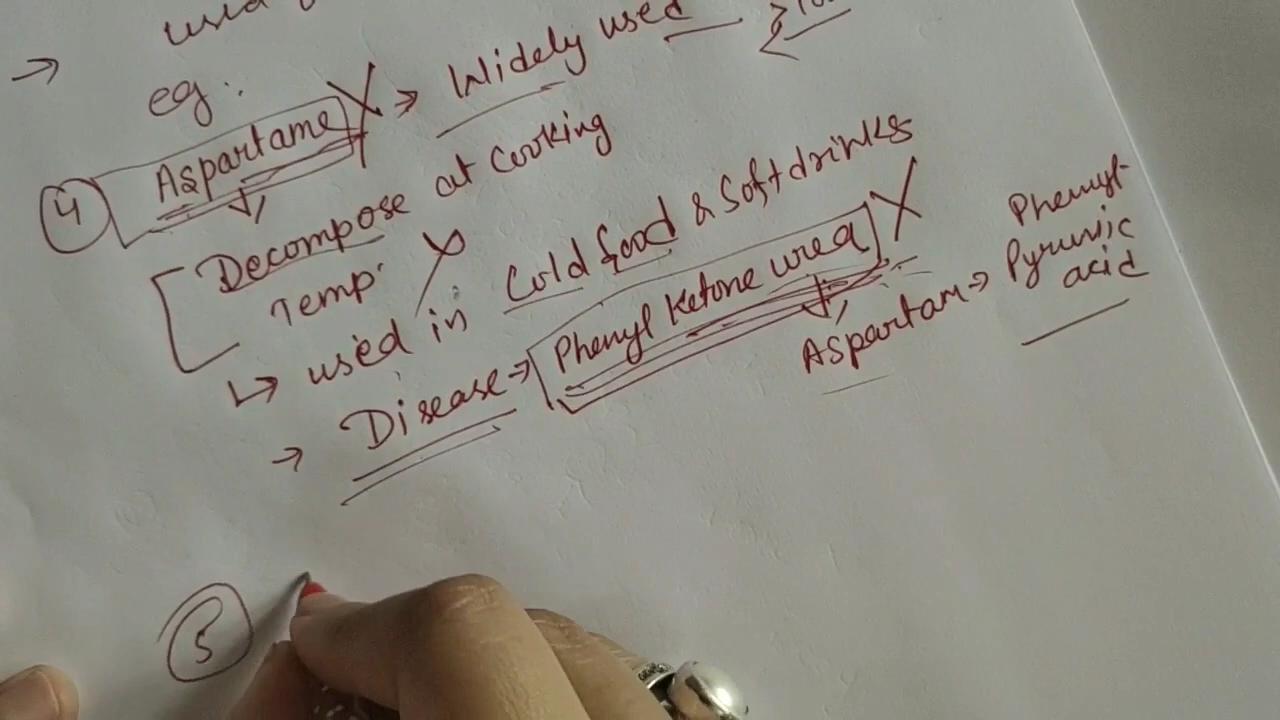 → used
eg:
④ Aspartame → Widely used
Decompose at Cooking
Temp.
↳ used in Cold food & Soft drinks
→ Disease → Phenyl Ketone urea
Aspartam → Phenyl-
Pyruvic
acid
⑤